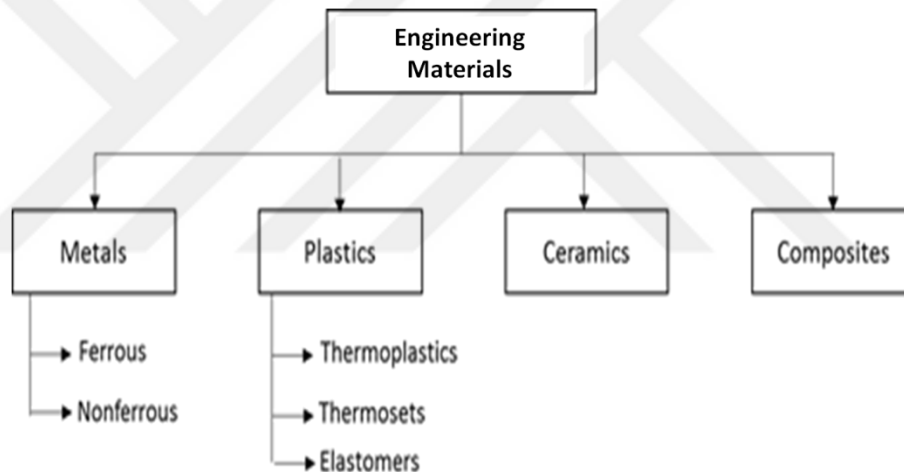 Engineering
Materials
Metals
Plastics
Ceramics
Composites
Ferrous
Nonferrous
Thermoplastics
Thermosets
Elastomers